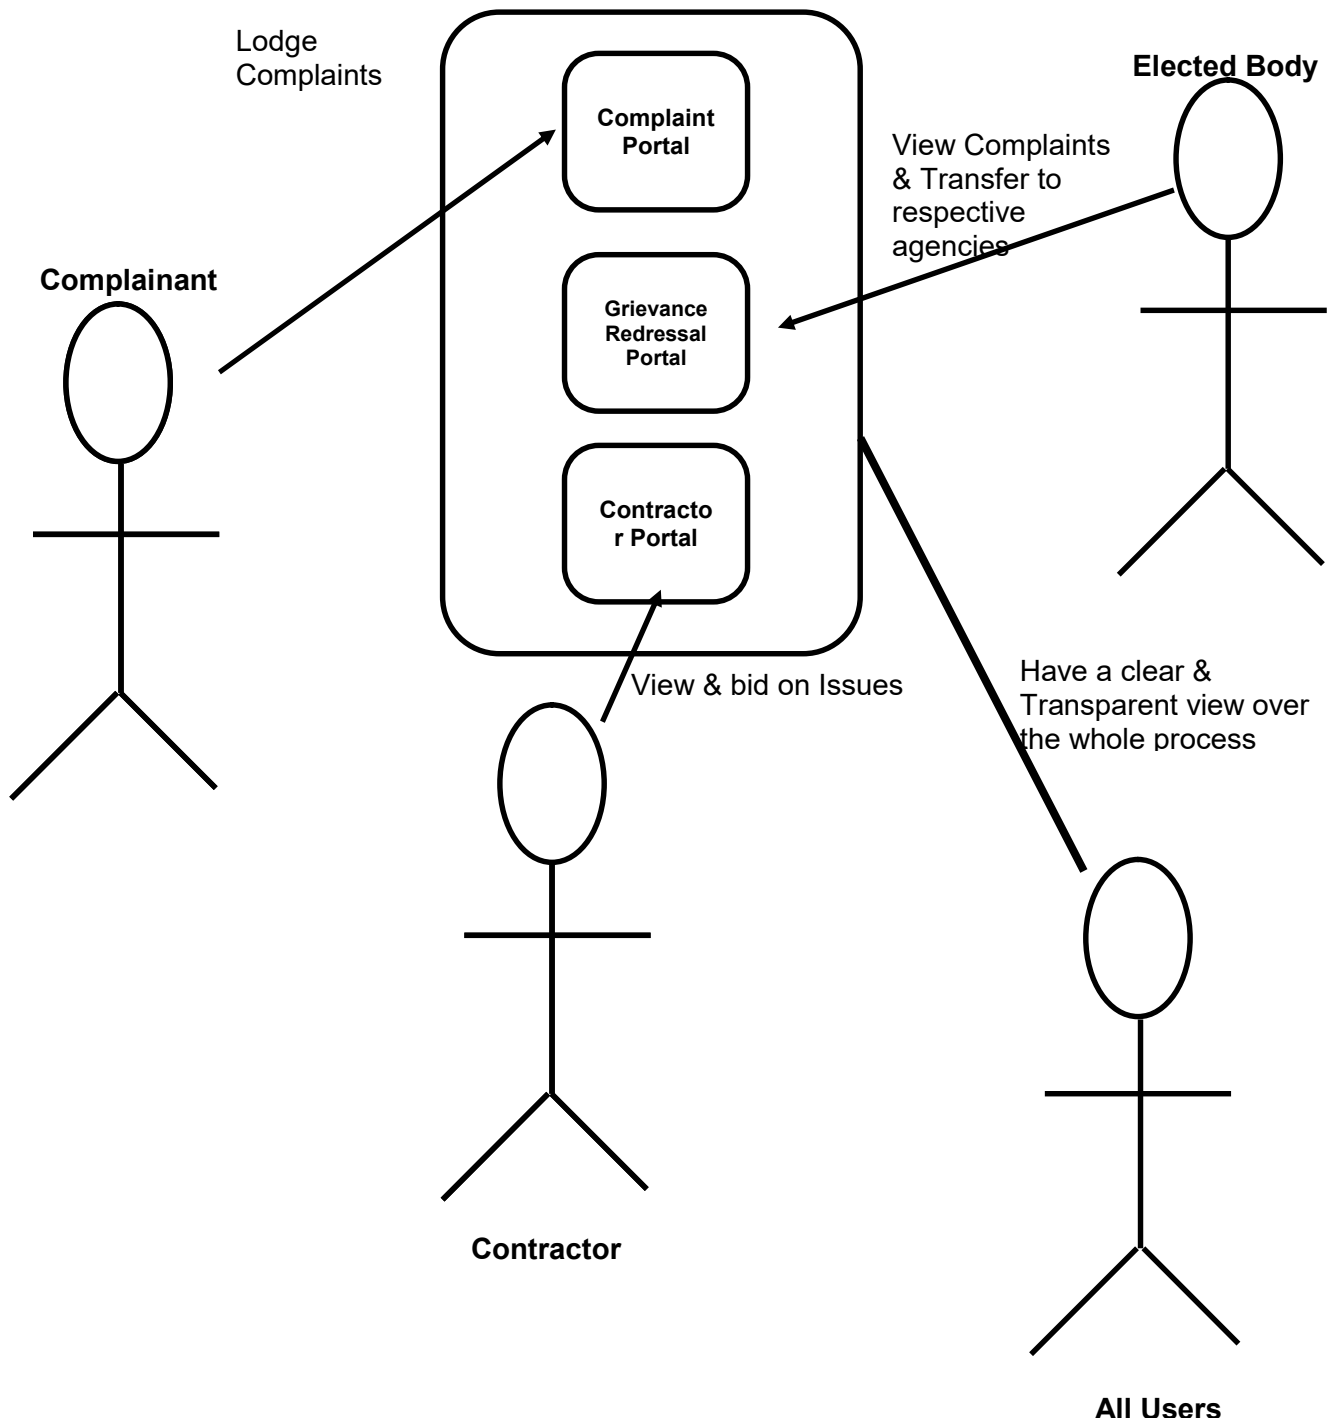 Lodge
Complaints
Complaint
Portal
Elected Body
View Complaints
& Transfer to
respective
agencies
Complainant
Grievance
Redressal
Portal
Contracto
r Portal
View & bid on Issues
Have a clear &
Transparent view over
the whole process
Contractor
All Users